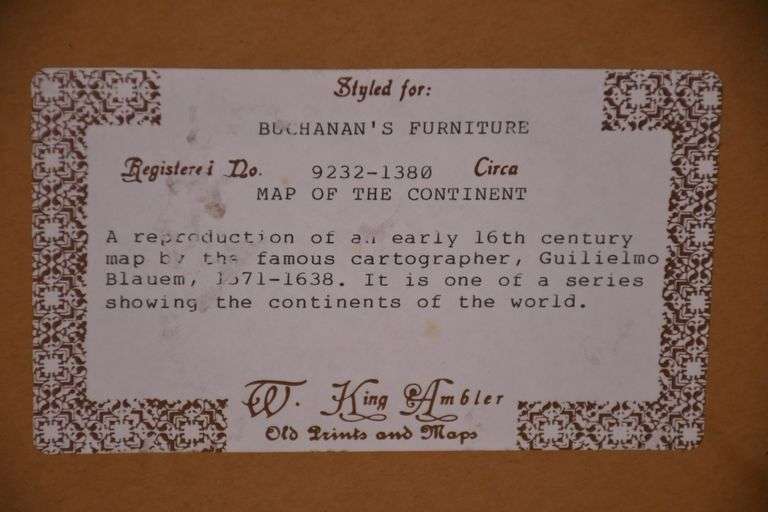 Styled for:
BUCHANAN'S FURNITURE
Registered No. 9232-1380 Circa
MAP OF THE CONTINENT
A reproduction of an early 16th century
map by the famous cartographer, Guilielmo
Blauem, 1571-1638. It is one of a series
showing the continents of the world.
W. King Ambler
Old Prints and Maps